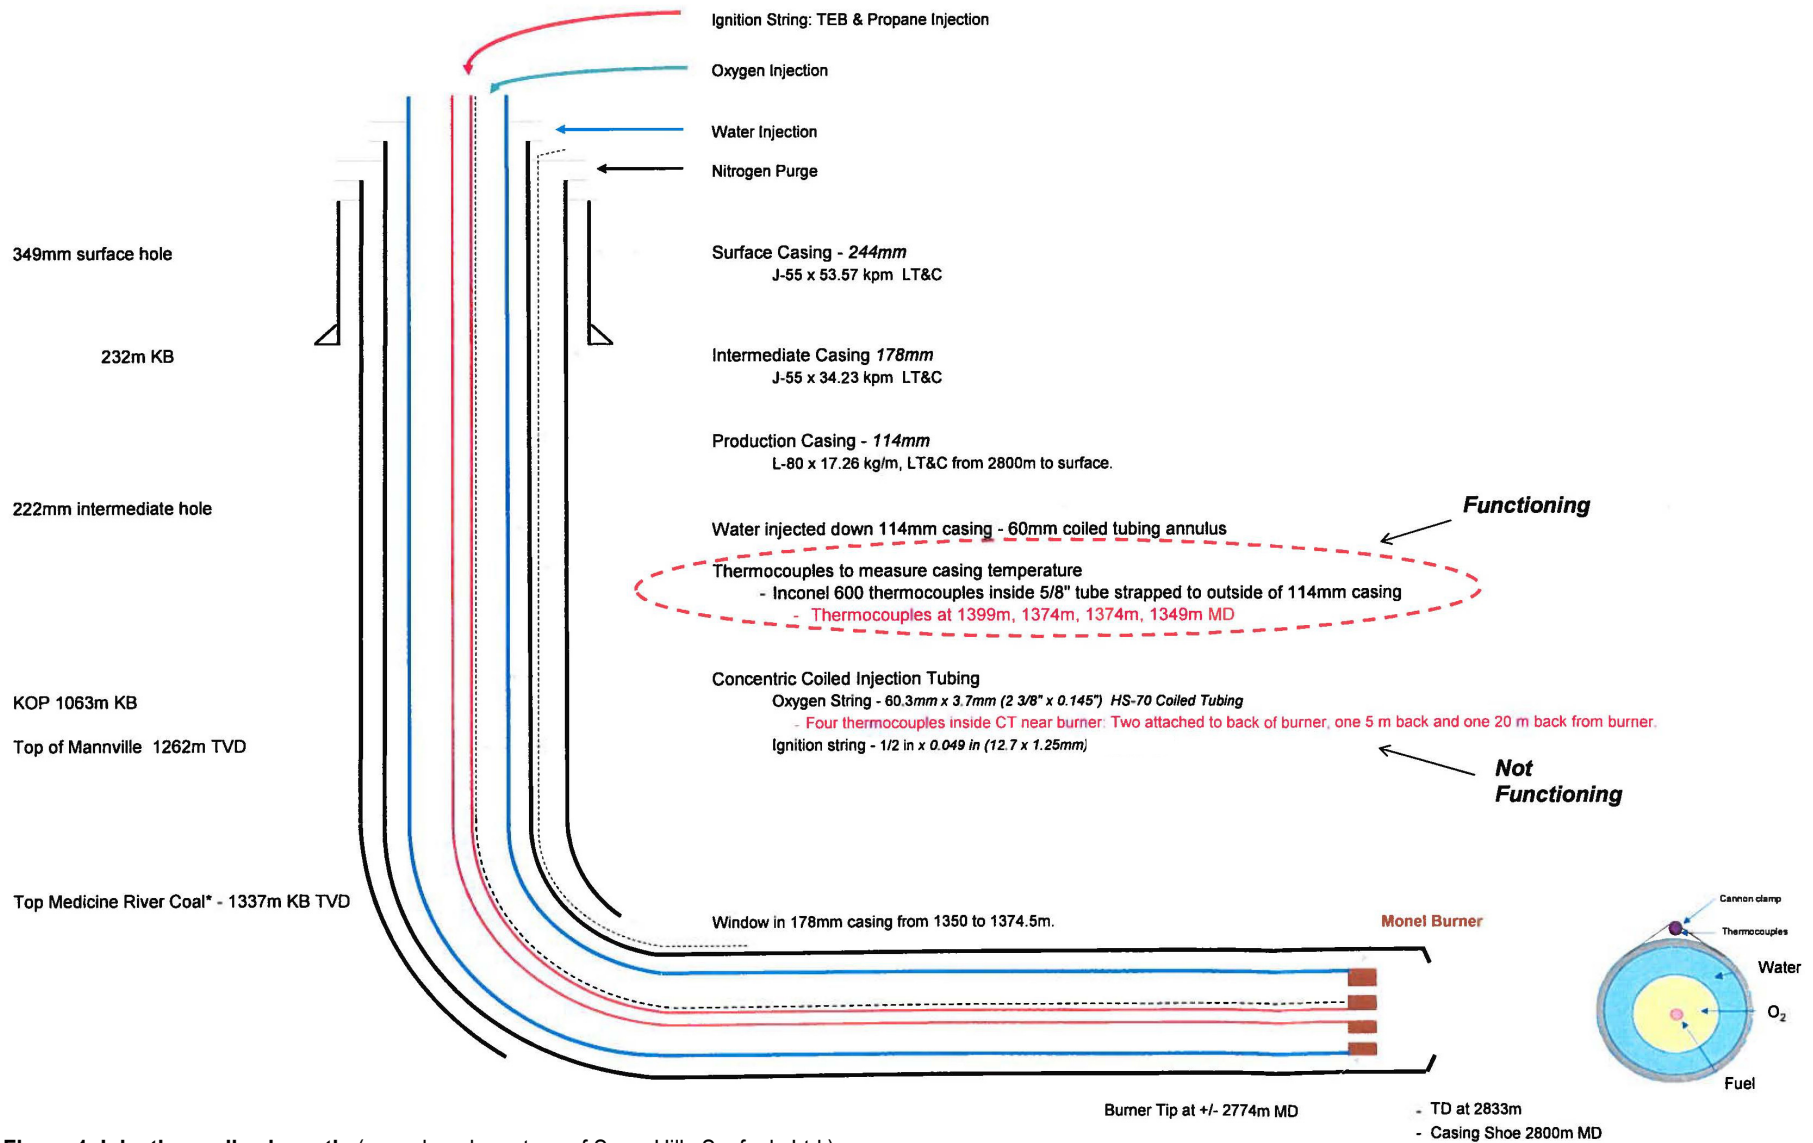 Ignition String: TEB & Propane Injection
Oxygen Injection
Water Injection
Nitrogen Purge
349mm surface hole
Surface Casing - 244mm
J-55 x 53.57 kpm LT&C
232m KB
Intermediate Casing 178mm
J-55 x 34.23 kpm LT&C
Production Casing - 114mm
L-80 x 17.26 kg/m, LT&C from 2800m to surface.
222mm intermediate hole
Functioning
Water injected down 114mm casing - 60mm coiled tubing annulus
Thermocouples to measure casing temperature
- Inconel 600 thermocouples inside 5/8" tube strapped to outside of 114mm casing
- Thermocouples at 1399m, 1374m, 1374m, 1349m MD
Concentric Coiled Injection Tubing
KOP 1063m KB
Oxygen String - 60.3mm x 3.7mm (2 3/8" x 0.145") HS-70 Coiled Tubing
- Four thermocouples inside CT near burner: Two attached to back of burner, one 5 m back and one 20 m back from burner.
Top of Mannville 1262m TVD
Ignition string - 1/2 in x 0.049 in (12.7 x 1.25mm)
Not
Functioning
Top Medicine River Coal* - 1337m KB TVD
Window in 178mm casing from 1350 to 1374.5m.
Monel Burner
Cannon clamp
Thermocouples
Water
O2
Fuel
Burner Tip at +/- 2774m MD
- TD at 2833m
- Casing Shoe 2800m MD